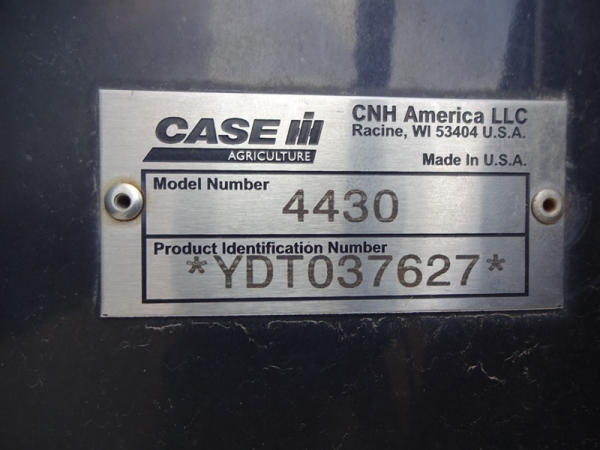 CASE IH
AGRICULTURE
CNH America LLC
Racine, WI 53404 U.S.A.
Made In U.S.A.
Model Number
4430
Product Identification Number
*YDT037627*